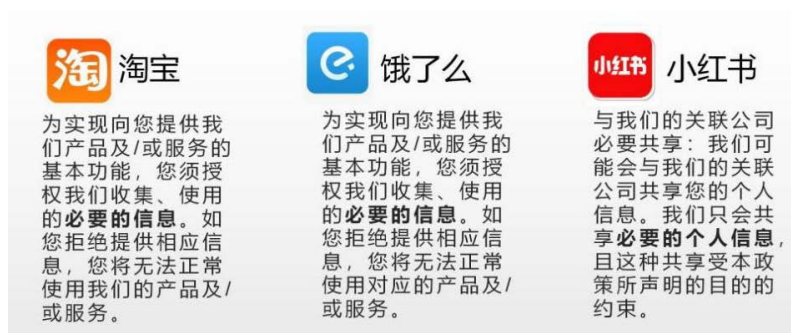 淘 淘宝
为实现向您提供我
们产品及/或服务的
基本功能，您须授
权我们收集、使用
的必要的信息。如
您拒绝提供相应信
息，您将无法正常
使用我们的产品及/
或服务。
饿了么
为实现向您提供我
们产品及/或服务的
基本功能，您须授
权我们收集、使用
的必要的信息。如
您拒绝提供相应信
息，您将无法正常
使用对应的产品及/
或服务。
小红书 小红书
与我们的关联公司
必要共享：我们可
能会与我们的关联
公司共享您的个人
信息。我们只会共
享必要的个人信息，
且这种共享受本政
策所声明的目的的
约束。